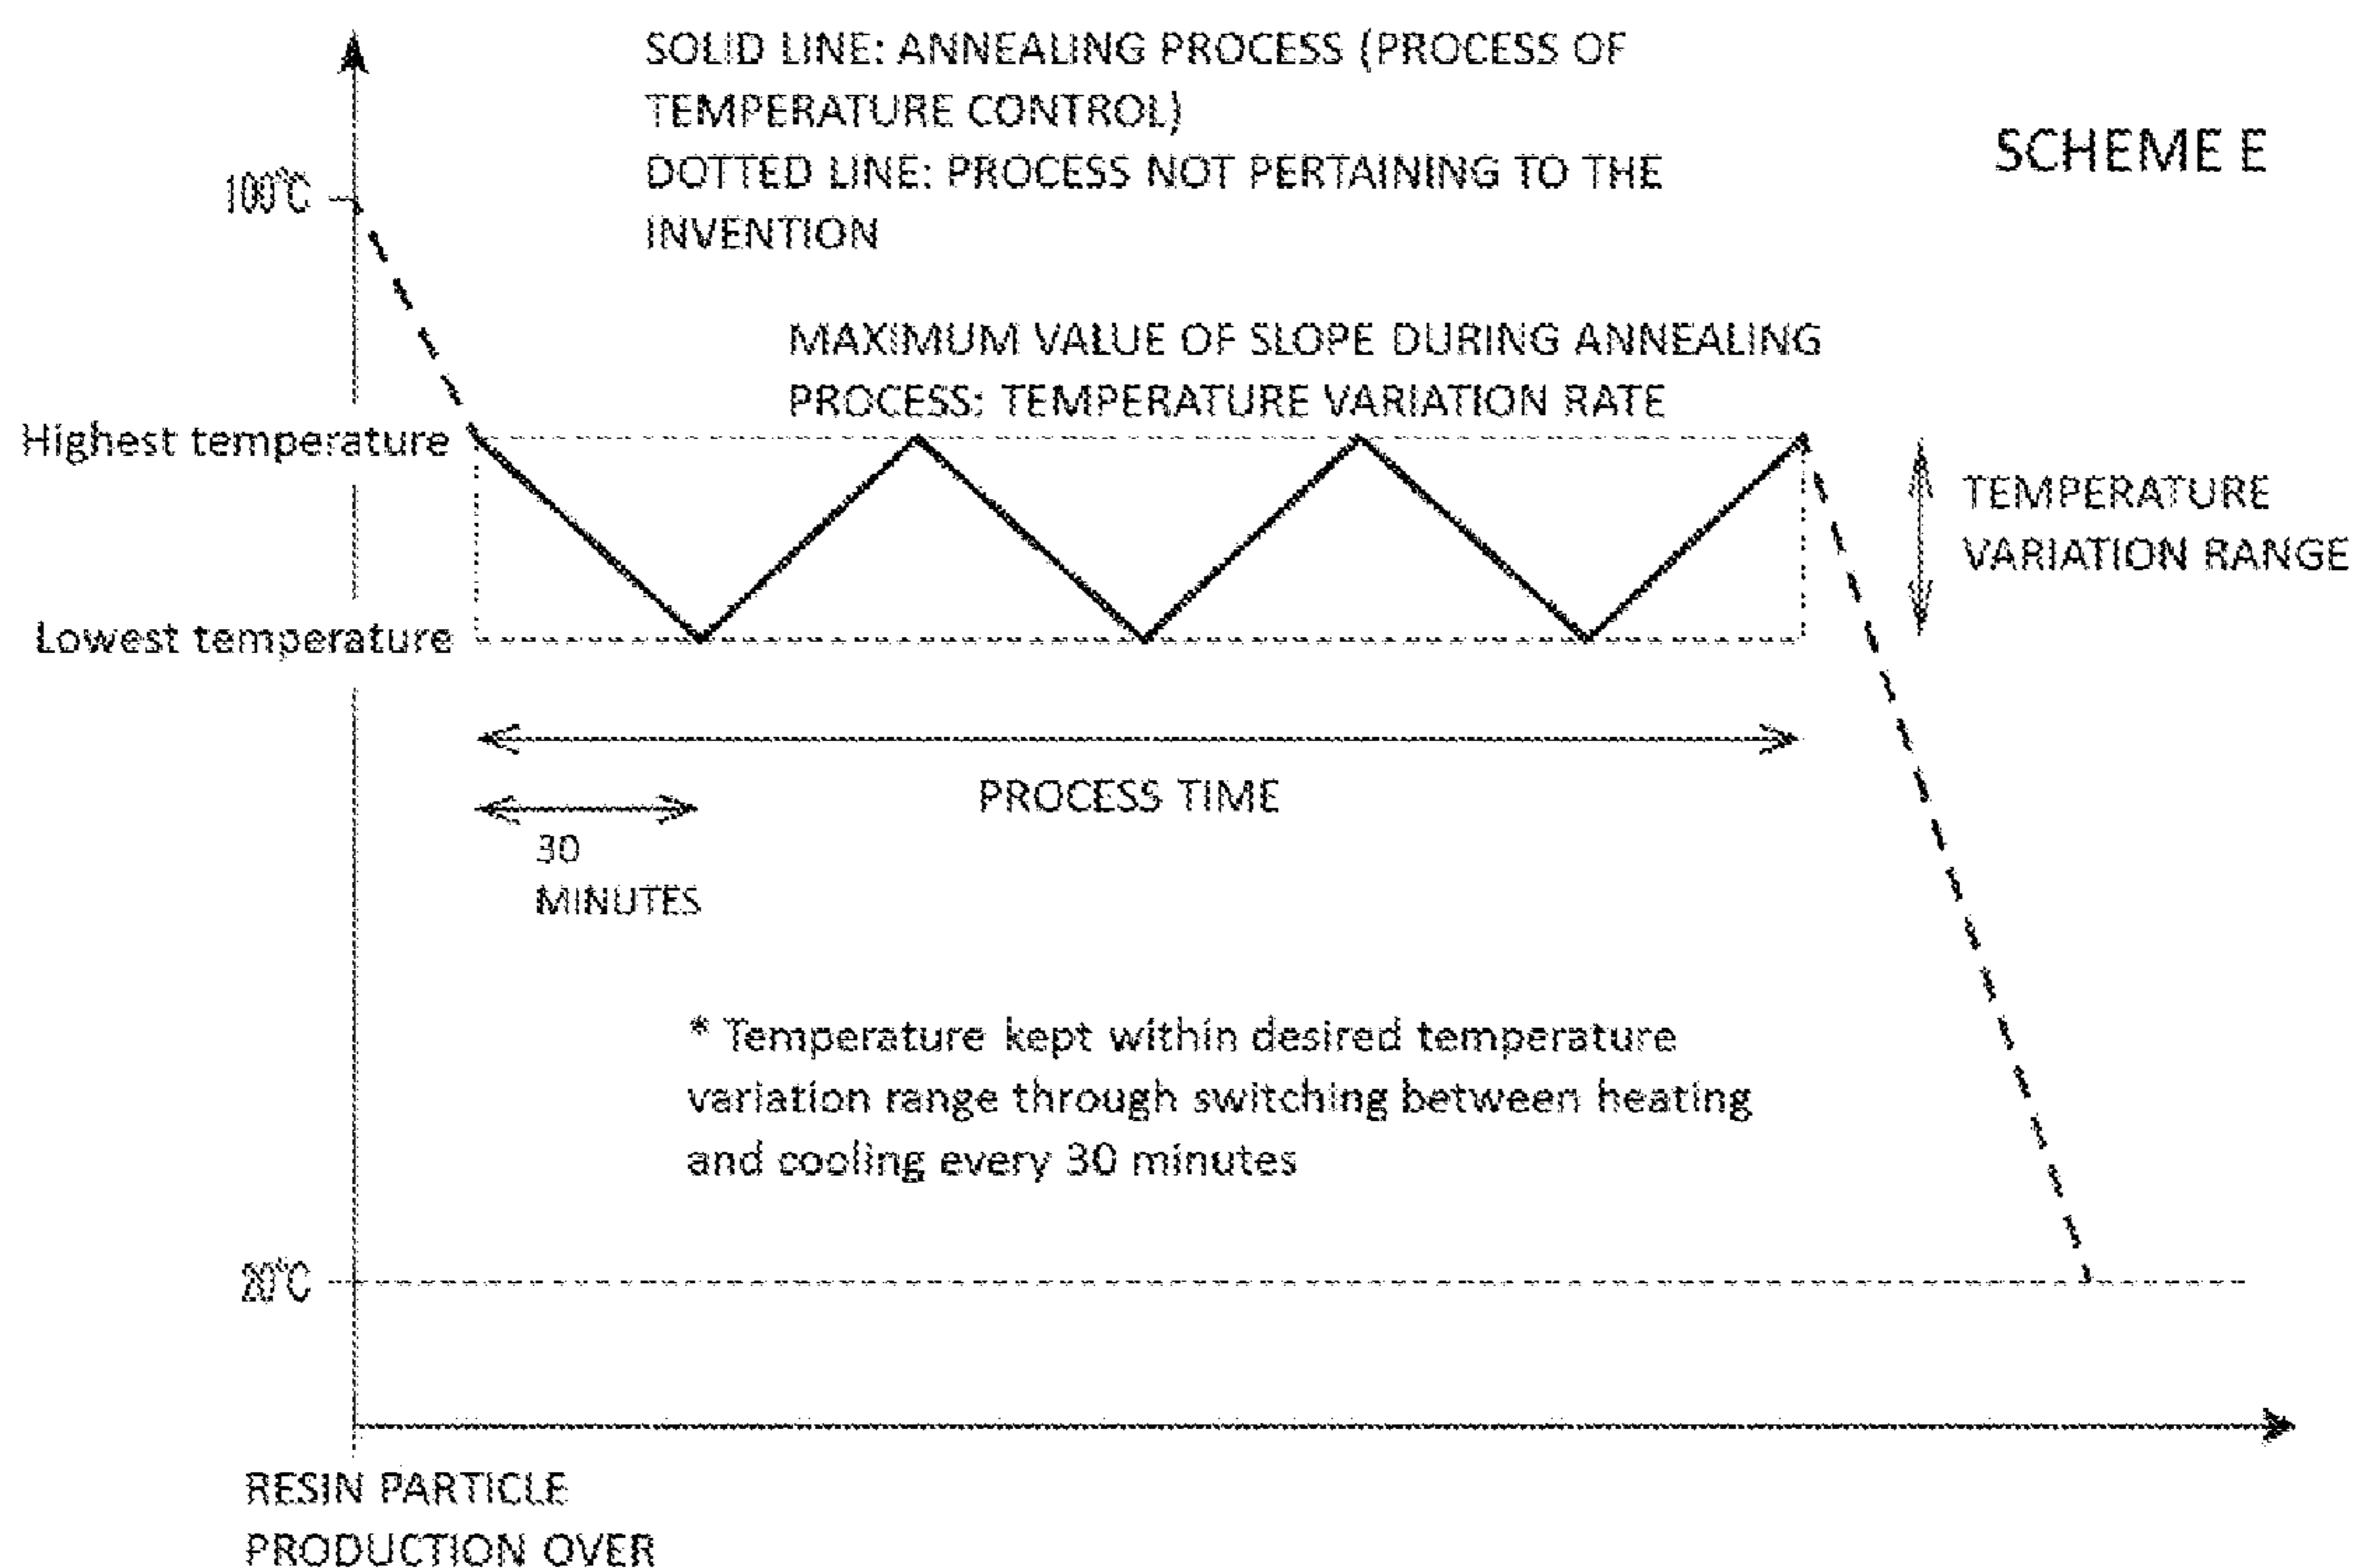 SOLID LINE: ANNEALING PROCESS (PROCESS OF
TEMPERATURE CONTROL)
DOTTED LINE: PROCESS NOT PERTAINING TO THE
INVENTION
SCHEME E
100°C
MAXIMUM VALUE OF SLOPE DURING ANNEALING
PROCESS: TEMPERATURE VARIATION RATE
Highest temperature
TEMPERATURE
VARIATION RANGE
Lowest temperature
PROCESS TIME
30
MINUTES
* Temperature kept within desired temperature
variation range through switching between heating
and cooling every 30 minutes
20°C
RESIN PARTICLE
PRODUCTION OVER